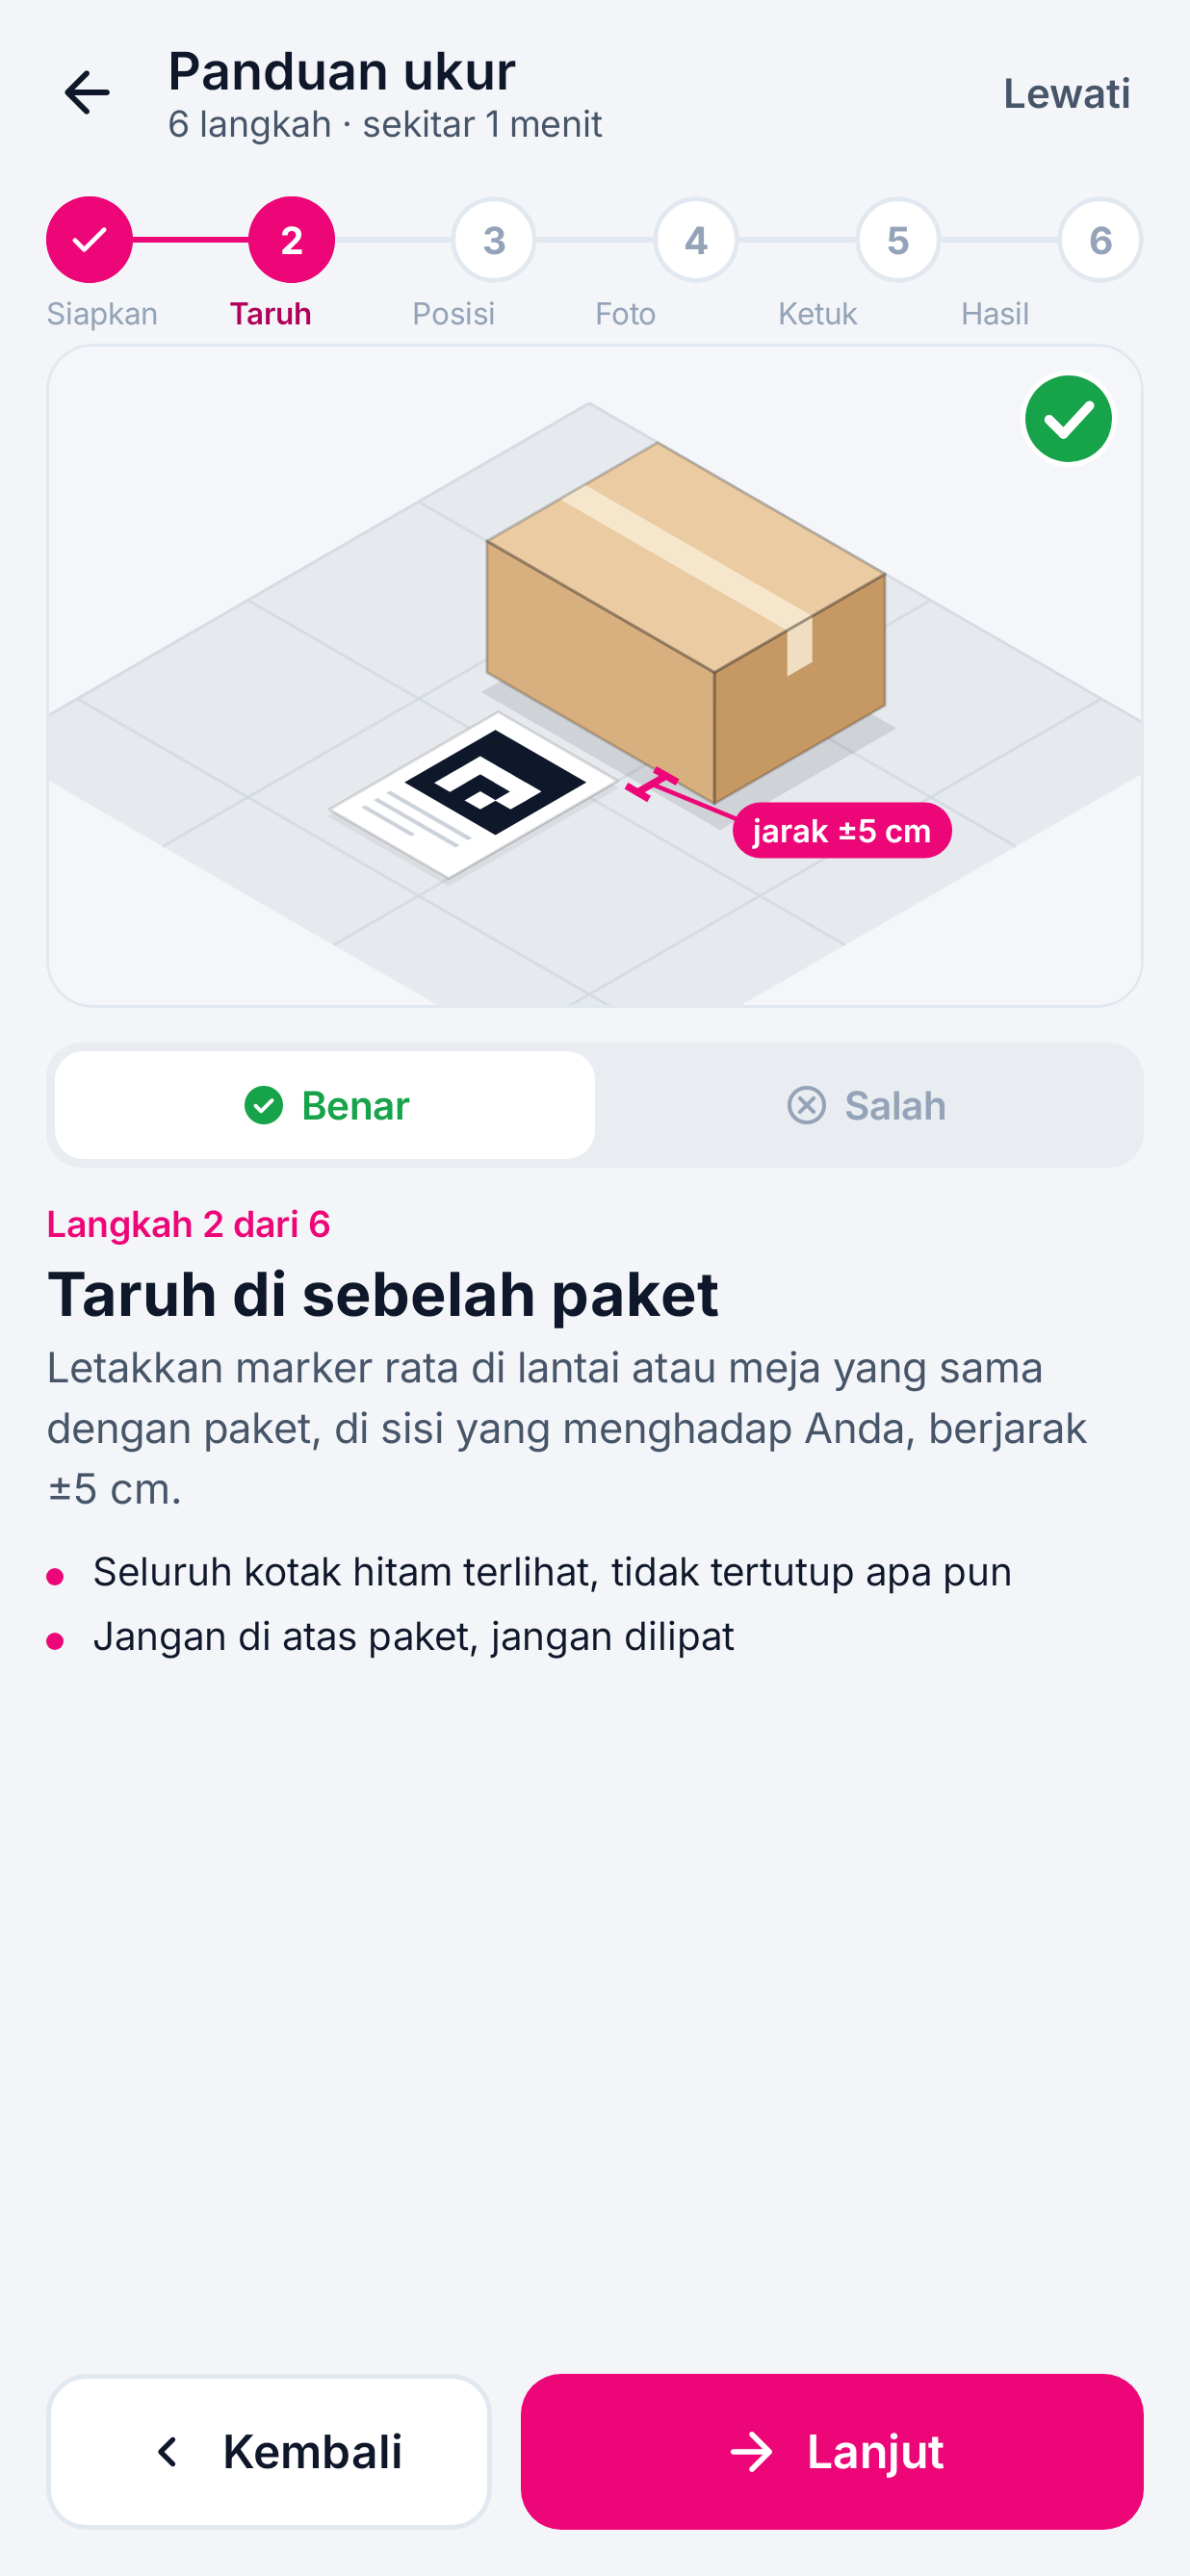 Panduan ukur
6 langkah · sekitar 1 menit
Lewati
2
3
4
5
6
Siapkan
Taruh
Posisi
Foto
Ketuk
Hasil
jarak ±5 cm
Benar
Salah
Langkah 2 dari 6
Taruh di sebelah paket
Letakkan marker rata di lantai atau meja yang sama
dengan paket, di sisi yang menghadap Anda, berjarak
±5 cm.
Seluruh kotak hitam terlihat, tidak tertutup apa pun
Jangan di atas paket, jangan dilipat
Kembali
Lanjut